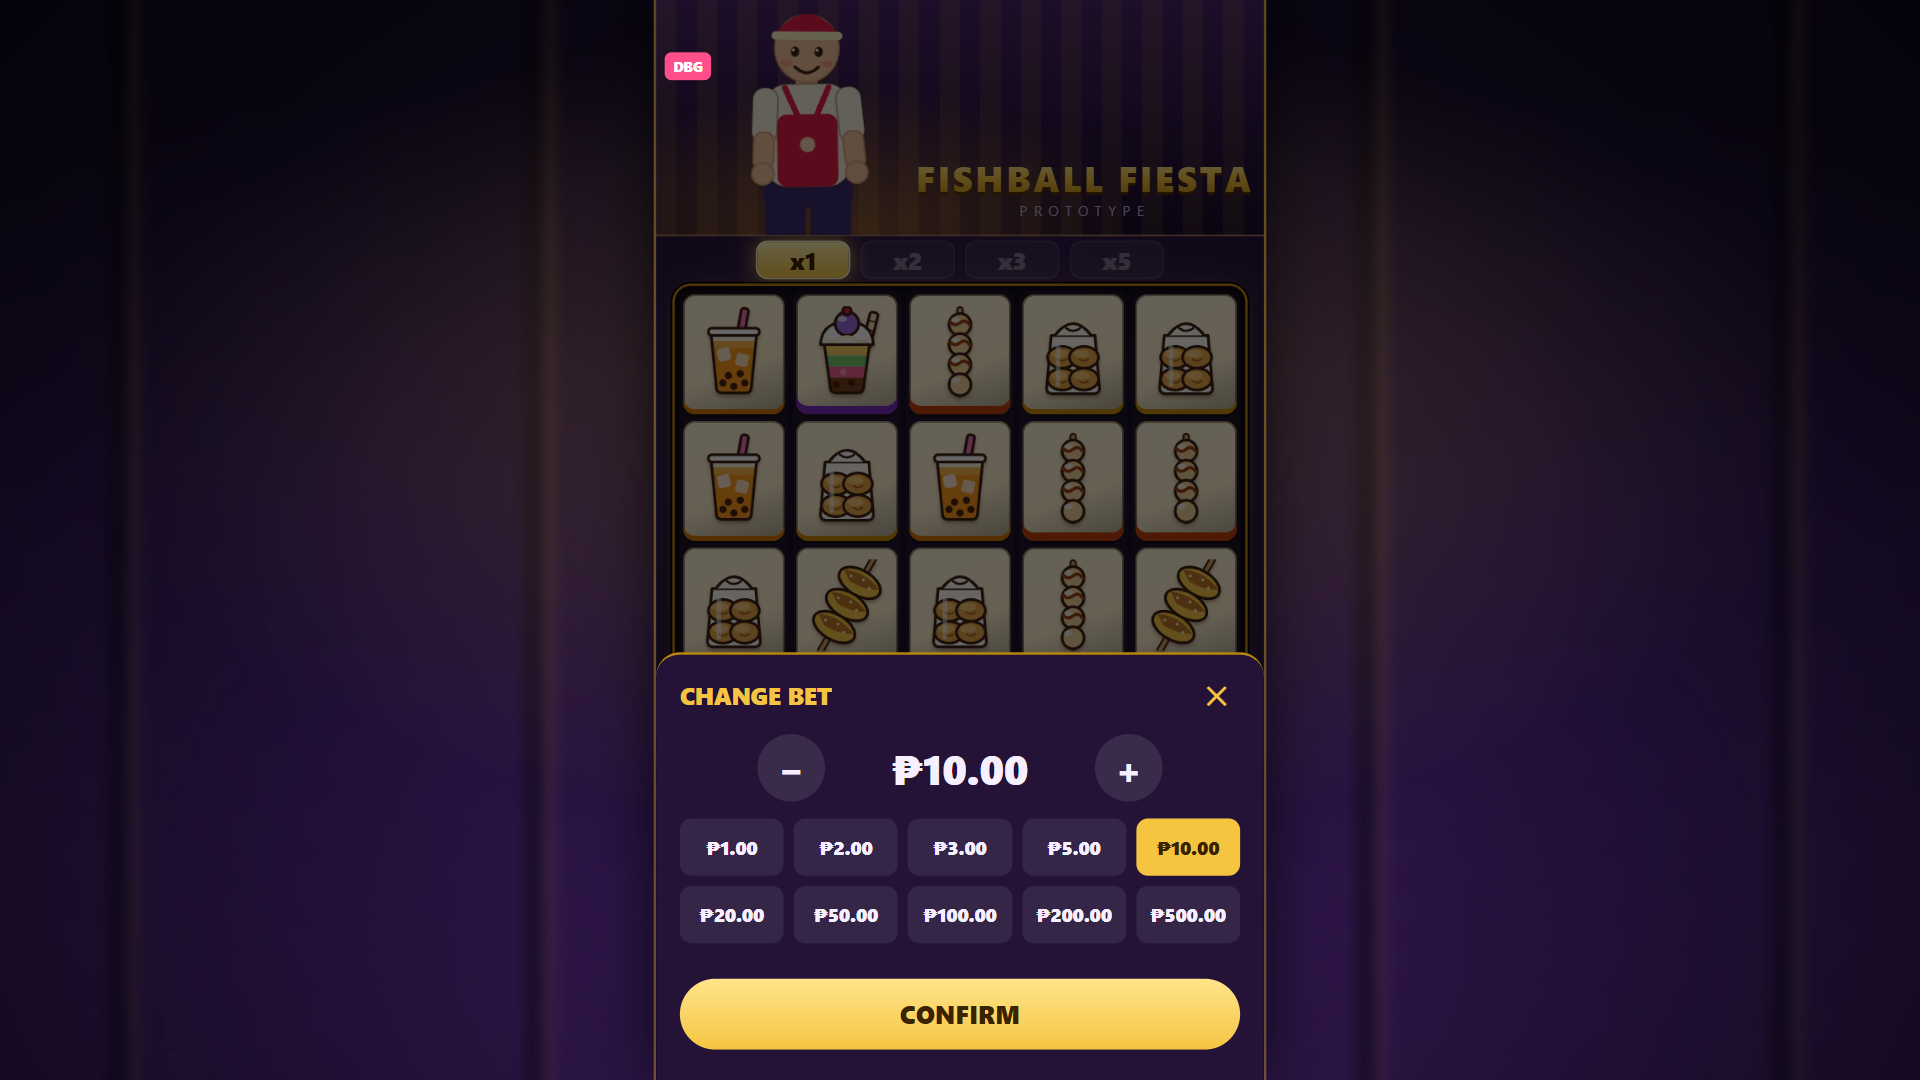 DBG
FISHBALL FIESTA
PROTOTYPE
x1 x2 x3 x5
CHANGE BET
− ₱10.00 +
₱1.00 ₱2.00 ₱3.00 ₱5.00 ₱10.00
₱20.00 ₱50.00 ₱100.00 ₱200.00 ₱500.00
CONFIRM